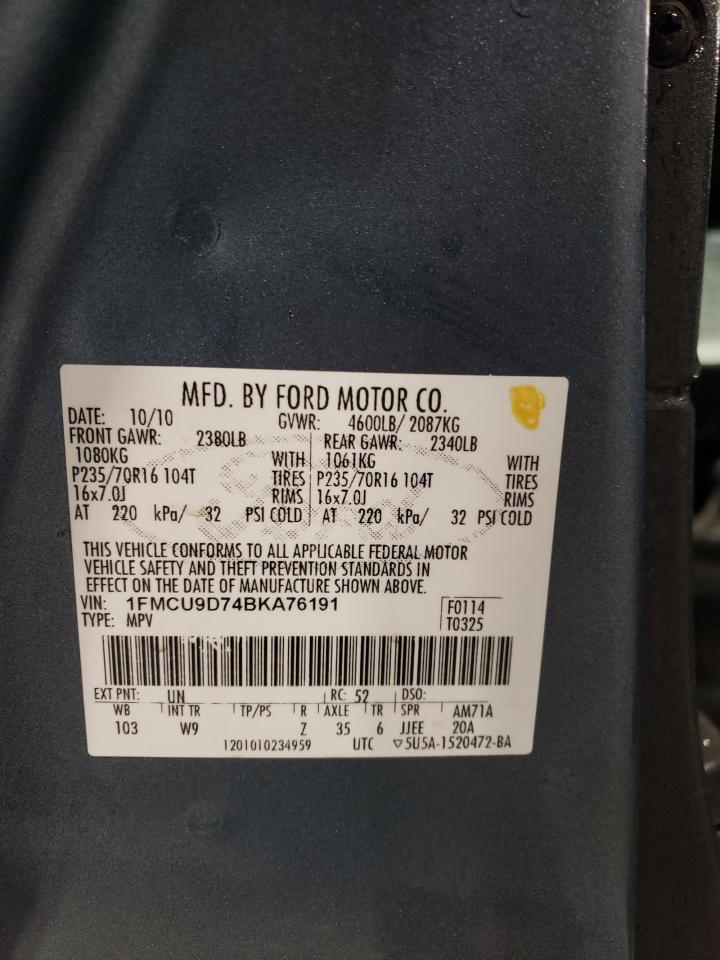 MFD. BY FORD MOTOR CO.
DATE: 10/10 GVWR: 4600LB/ 2087KG
FRONT GAWR: 2380LB REAR GAWR: 2340LB
1080KG WITH 1061KG WITH
P235/70R16 104T TIRES P235/70R16 104T TIRES
16x7.0J RIMS 16x7.0J RIMS
AT 220 kPa/ 32 PSI COLD AT 220 kPa/ 32 PSI COLD
THIS VEHICLE CONFORMS TO ALL APPLICABLE FEDERAL MOTOR
VEHICLE SAFETY AND THEFT PREVENTION STANDARDS IN
EFFECT ON THE DATE OF MANUFACTURE SHOWN ABOVE.
VIN: 1FMCU9D74BKA76191 F0114
TYPE: MPV T0325
EXT PNT: UN RC: 52 DSO:
WB INT TR TP/PS R AXLE TR SPR AM71A
103 W9 Z 35 6 JJEE 20A
1201010234959 UTC ▽5U5A-1520472-BA